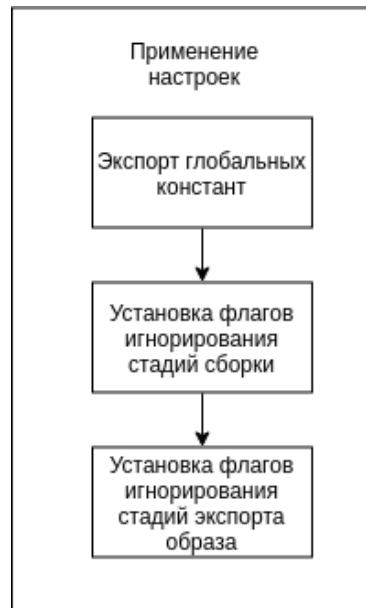 Применение
настроек
Экспорт глобальных
констант
Установка флагов
игнорирования
стадий сборки
Установка флагов
игнорирования
стадий экспорта
образа